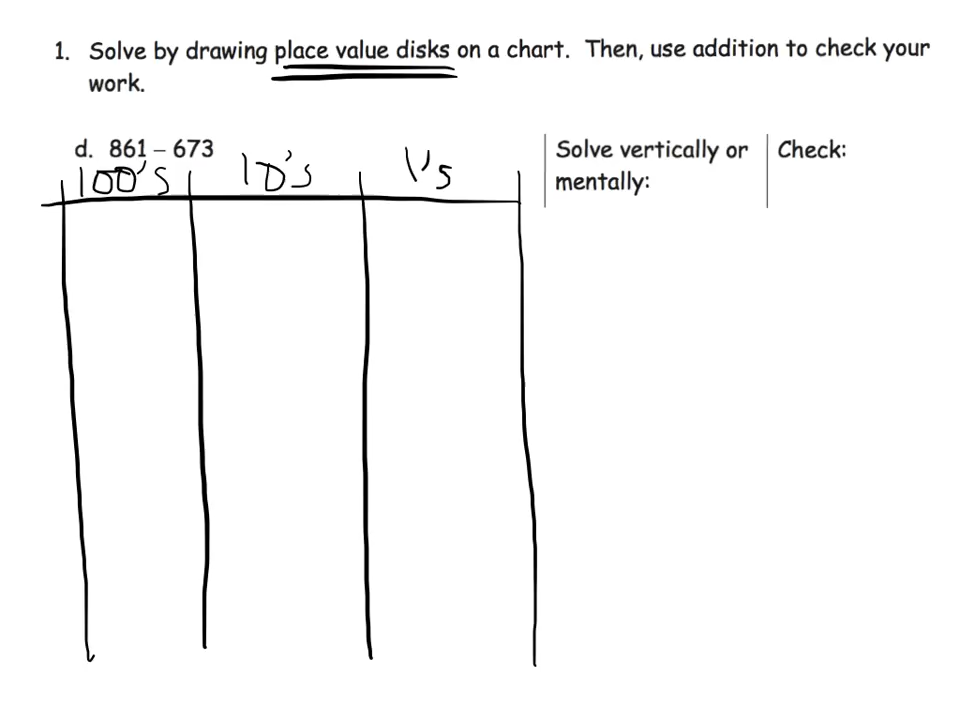 1. Solve by drawing place value disks on a chart. Then, use addition to check your
work.
d. 861 – 673
100's 10's 1's
Solve vertically or
mentally:
Check: